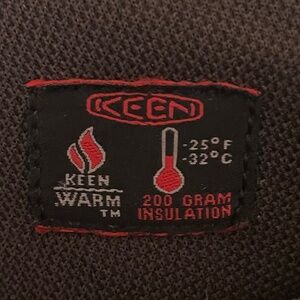 KEEN
-25°F
-32°C
KEEN
.WARM
TM
200 GRAM
INSULATION